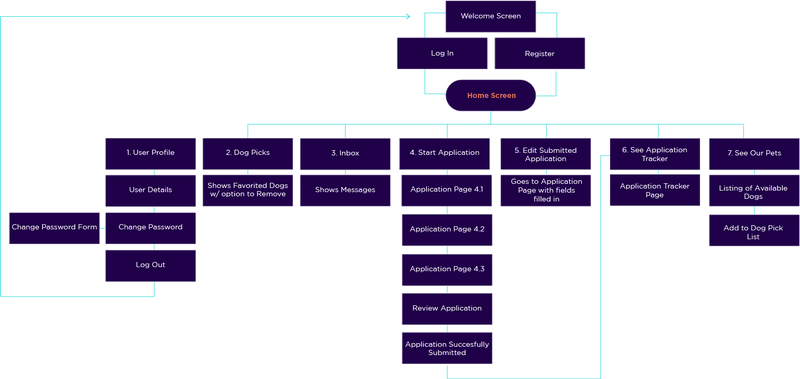 Welcome Screen
Log In
Register
Home Screen
1. User Profile
2. Dog Picks
3. Inbox
4. Start Application
5. Edit Submitted
Application
6. See Application
Tracker
7. See Our Pets
User Details
Shows Favorited Dogs
w/ option to Remove
Shows Messages
Application Page 4.1
Goes to Application
Page with fields
filled in
Application Tracker
Page
Listing of Available
Dogs
Change Password Form
Change Password
Application Page 4.2
Add to Dog Pick
List
Log Out
Application Page 4.3
Review Application
Application Succesfully
Submitted